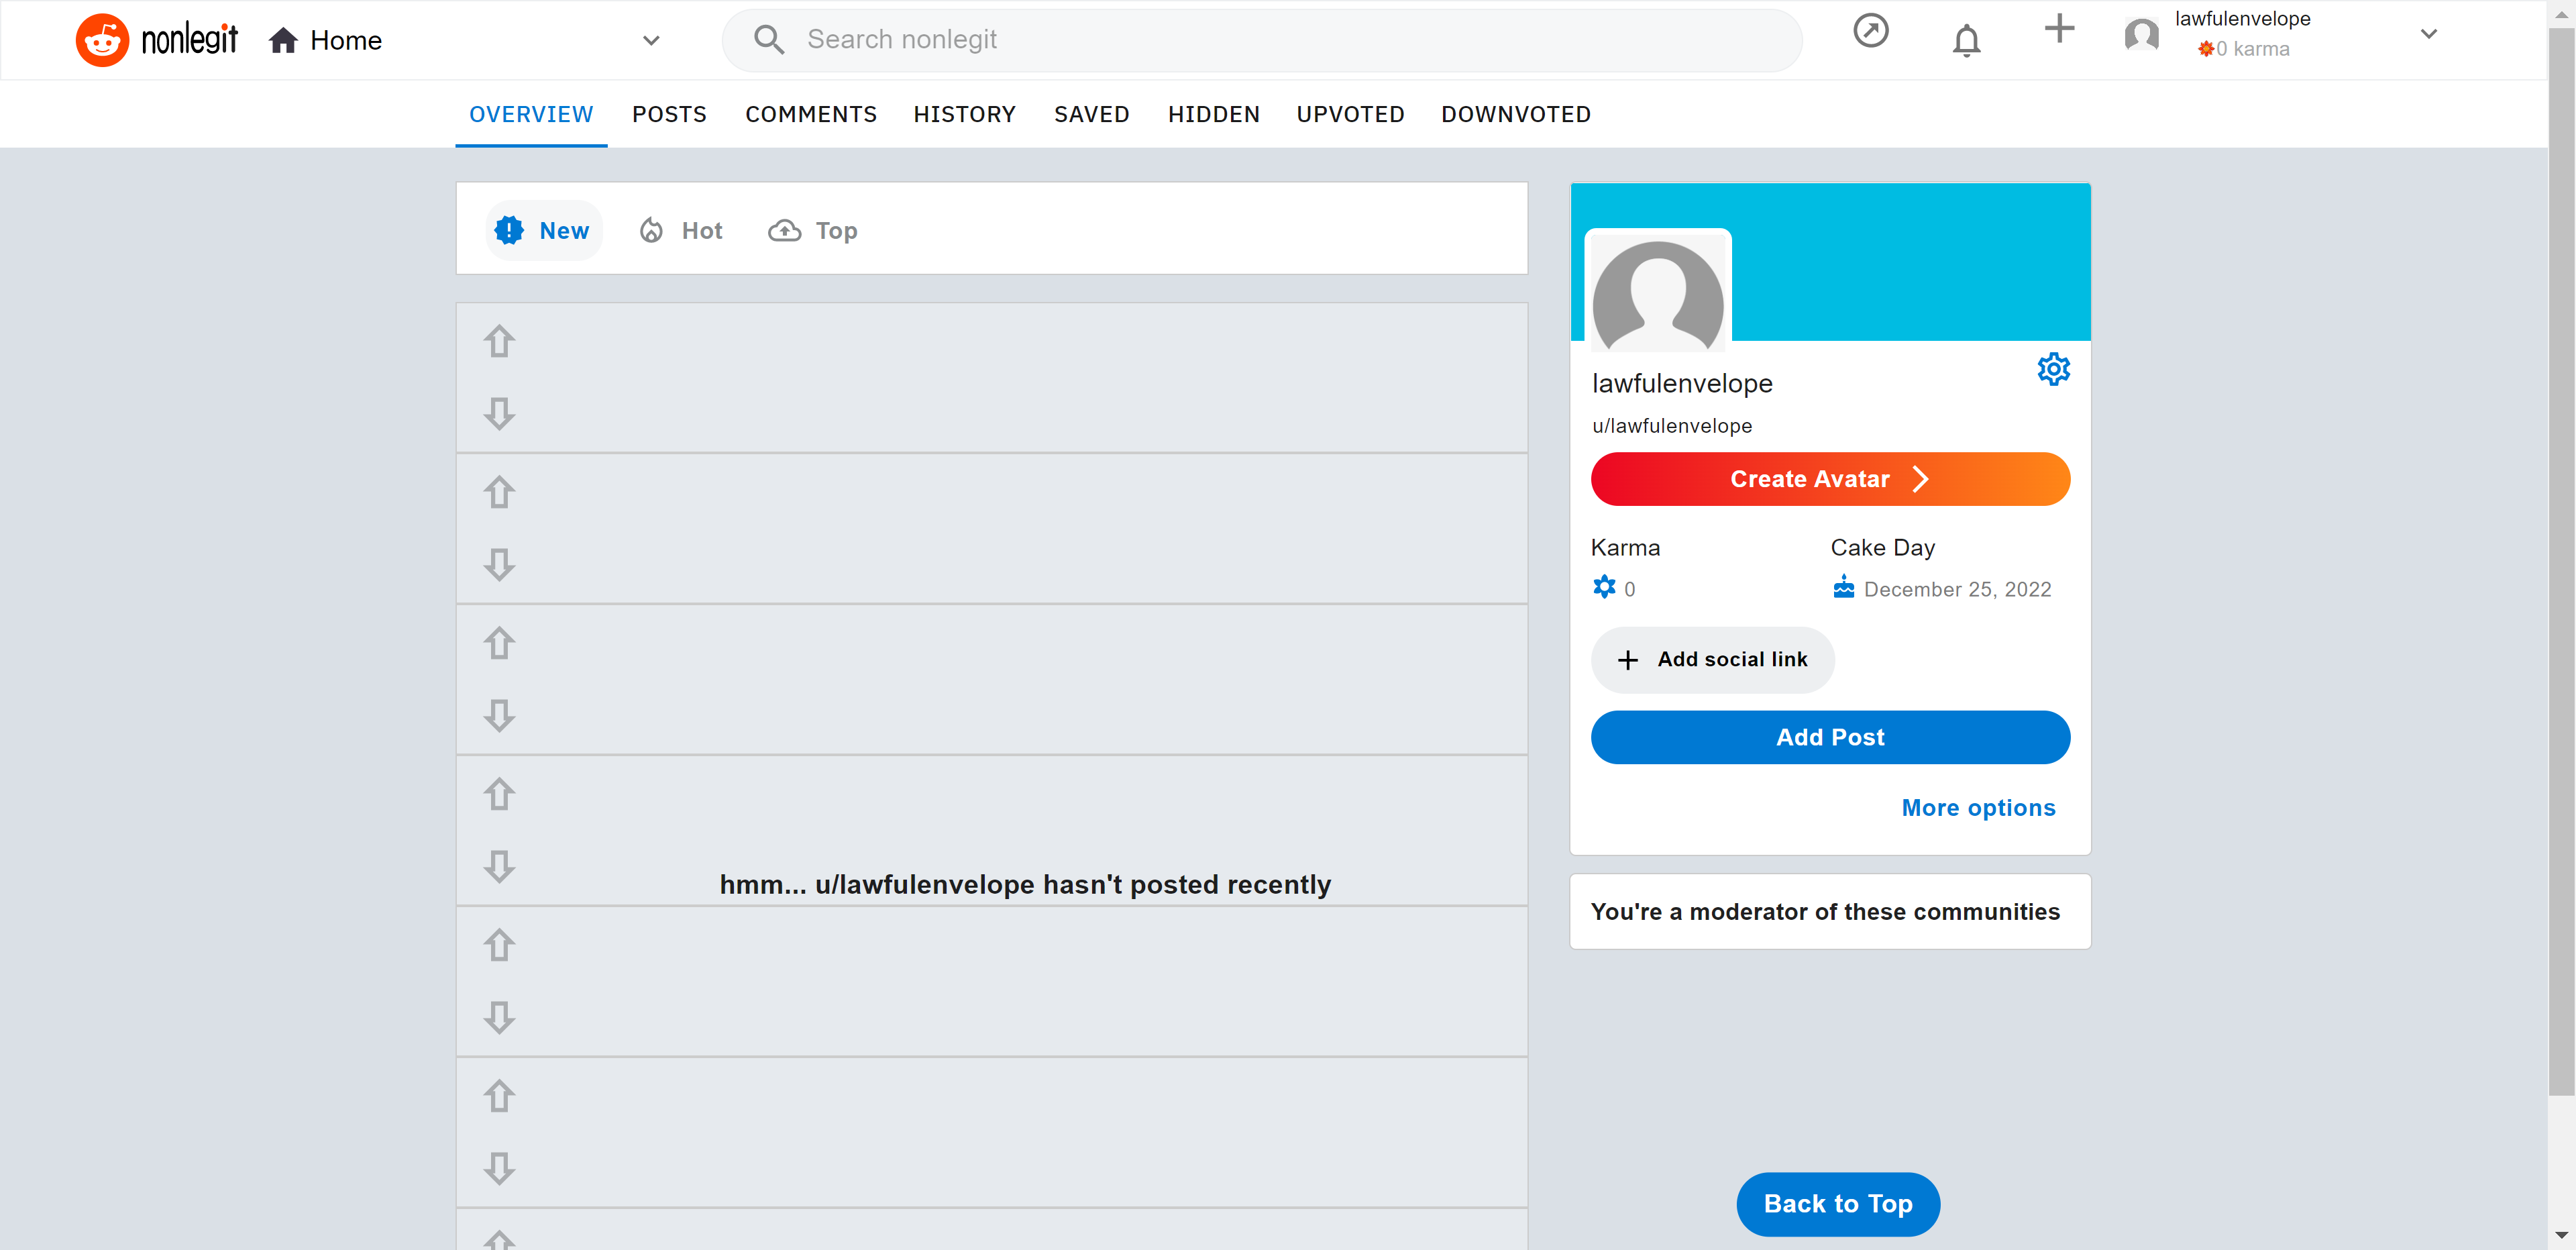 nonlegit Home Search nonlegit lawfulenvelope
0 karma
OVERVIEW POSTS COMMENTS HISTORY SAVED HIDDEN UPVOTED DOWNVOTED
New Hot Top
lawfulenvelope
u/lawfulenvelope
Create Avatar
Karma Cake Day
0 December 25, 2022
Add social link
Add Post
More options
hmm... u/lawfulenvelope hasn't posted recently
You're a moderator of these communities
Back to Top